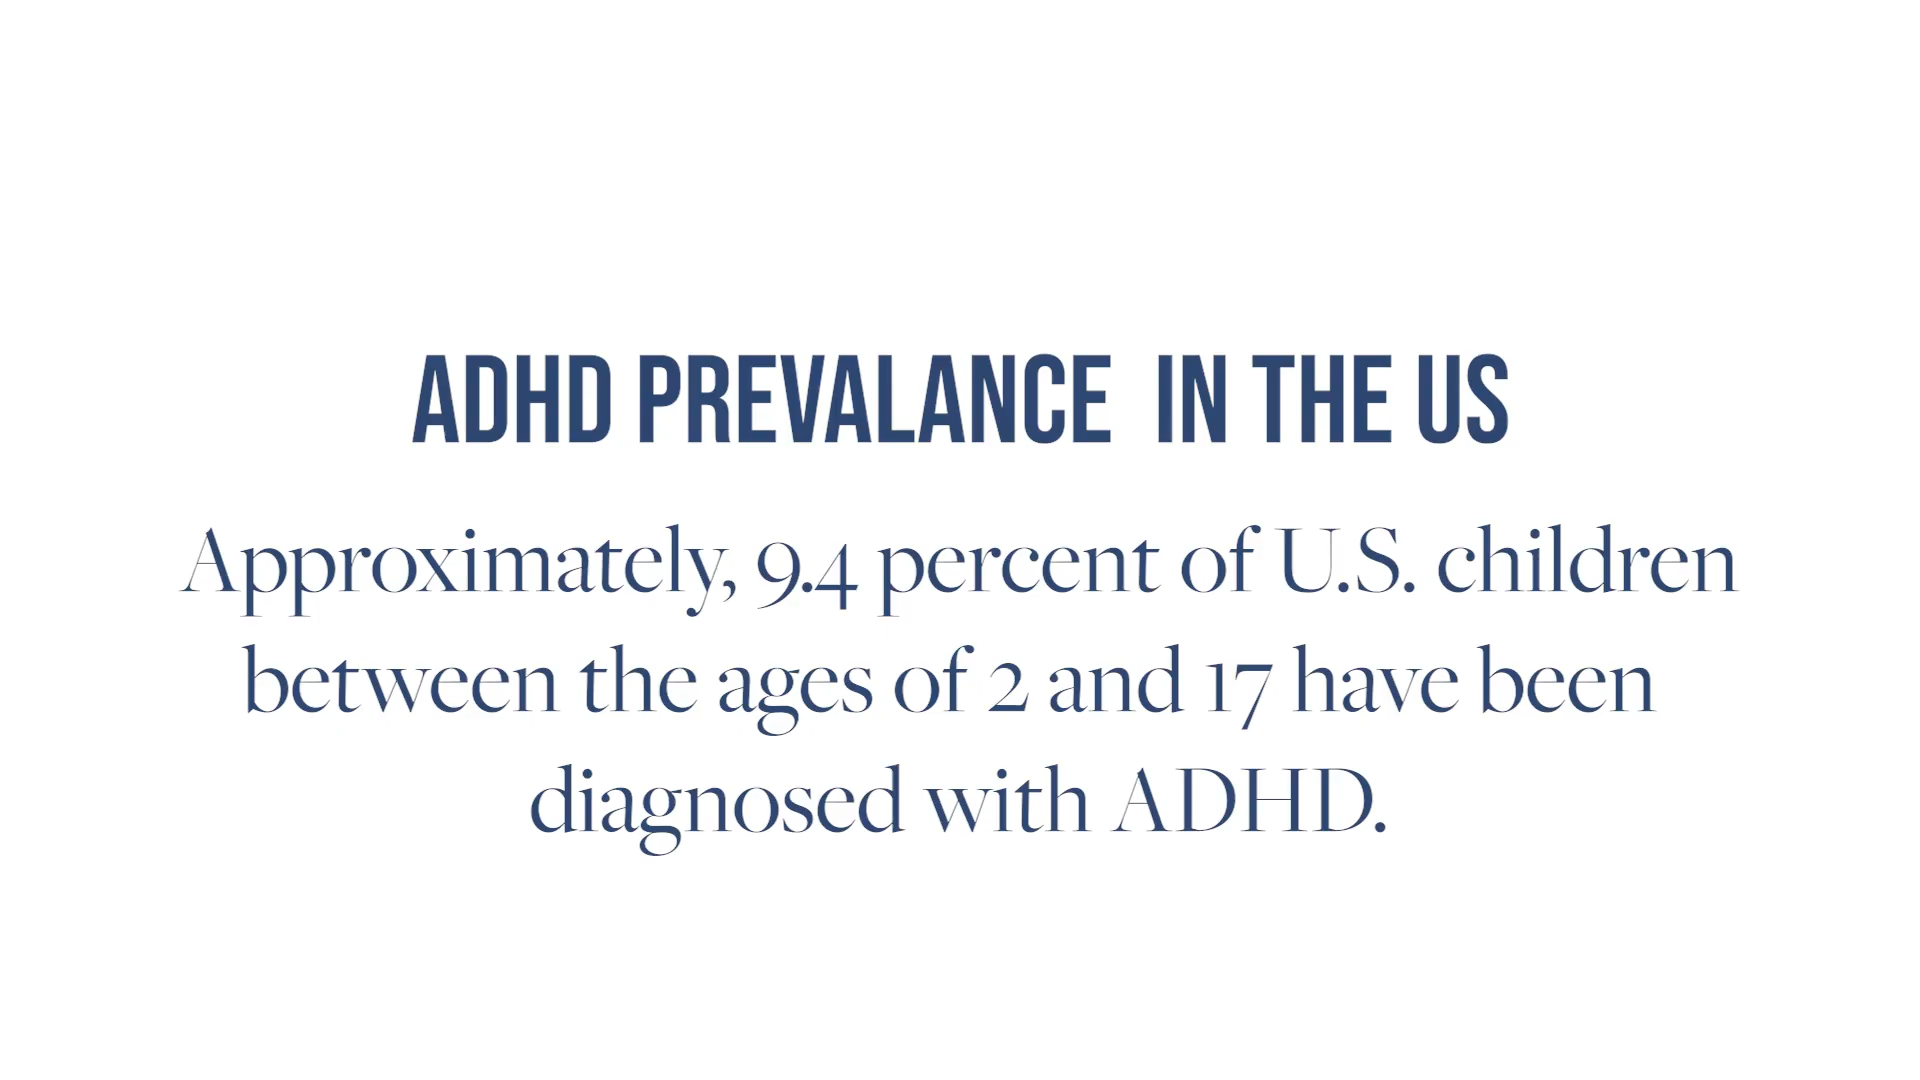 ADHD PREVALANCE  IN THE US
Approximately, 9.4 percent of U.S. children
between the ages of 2 and 17 have been
diagnosed with ADHD.